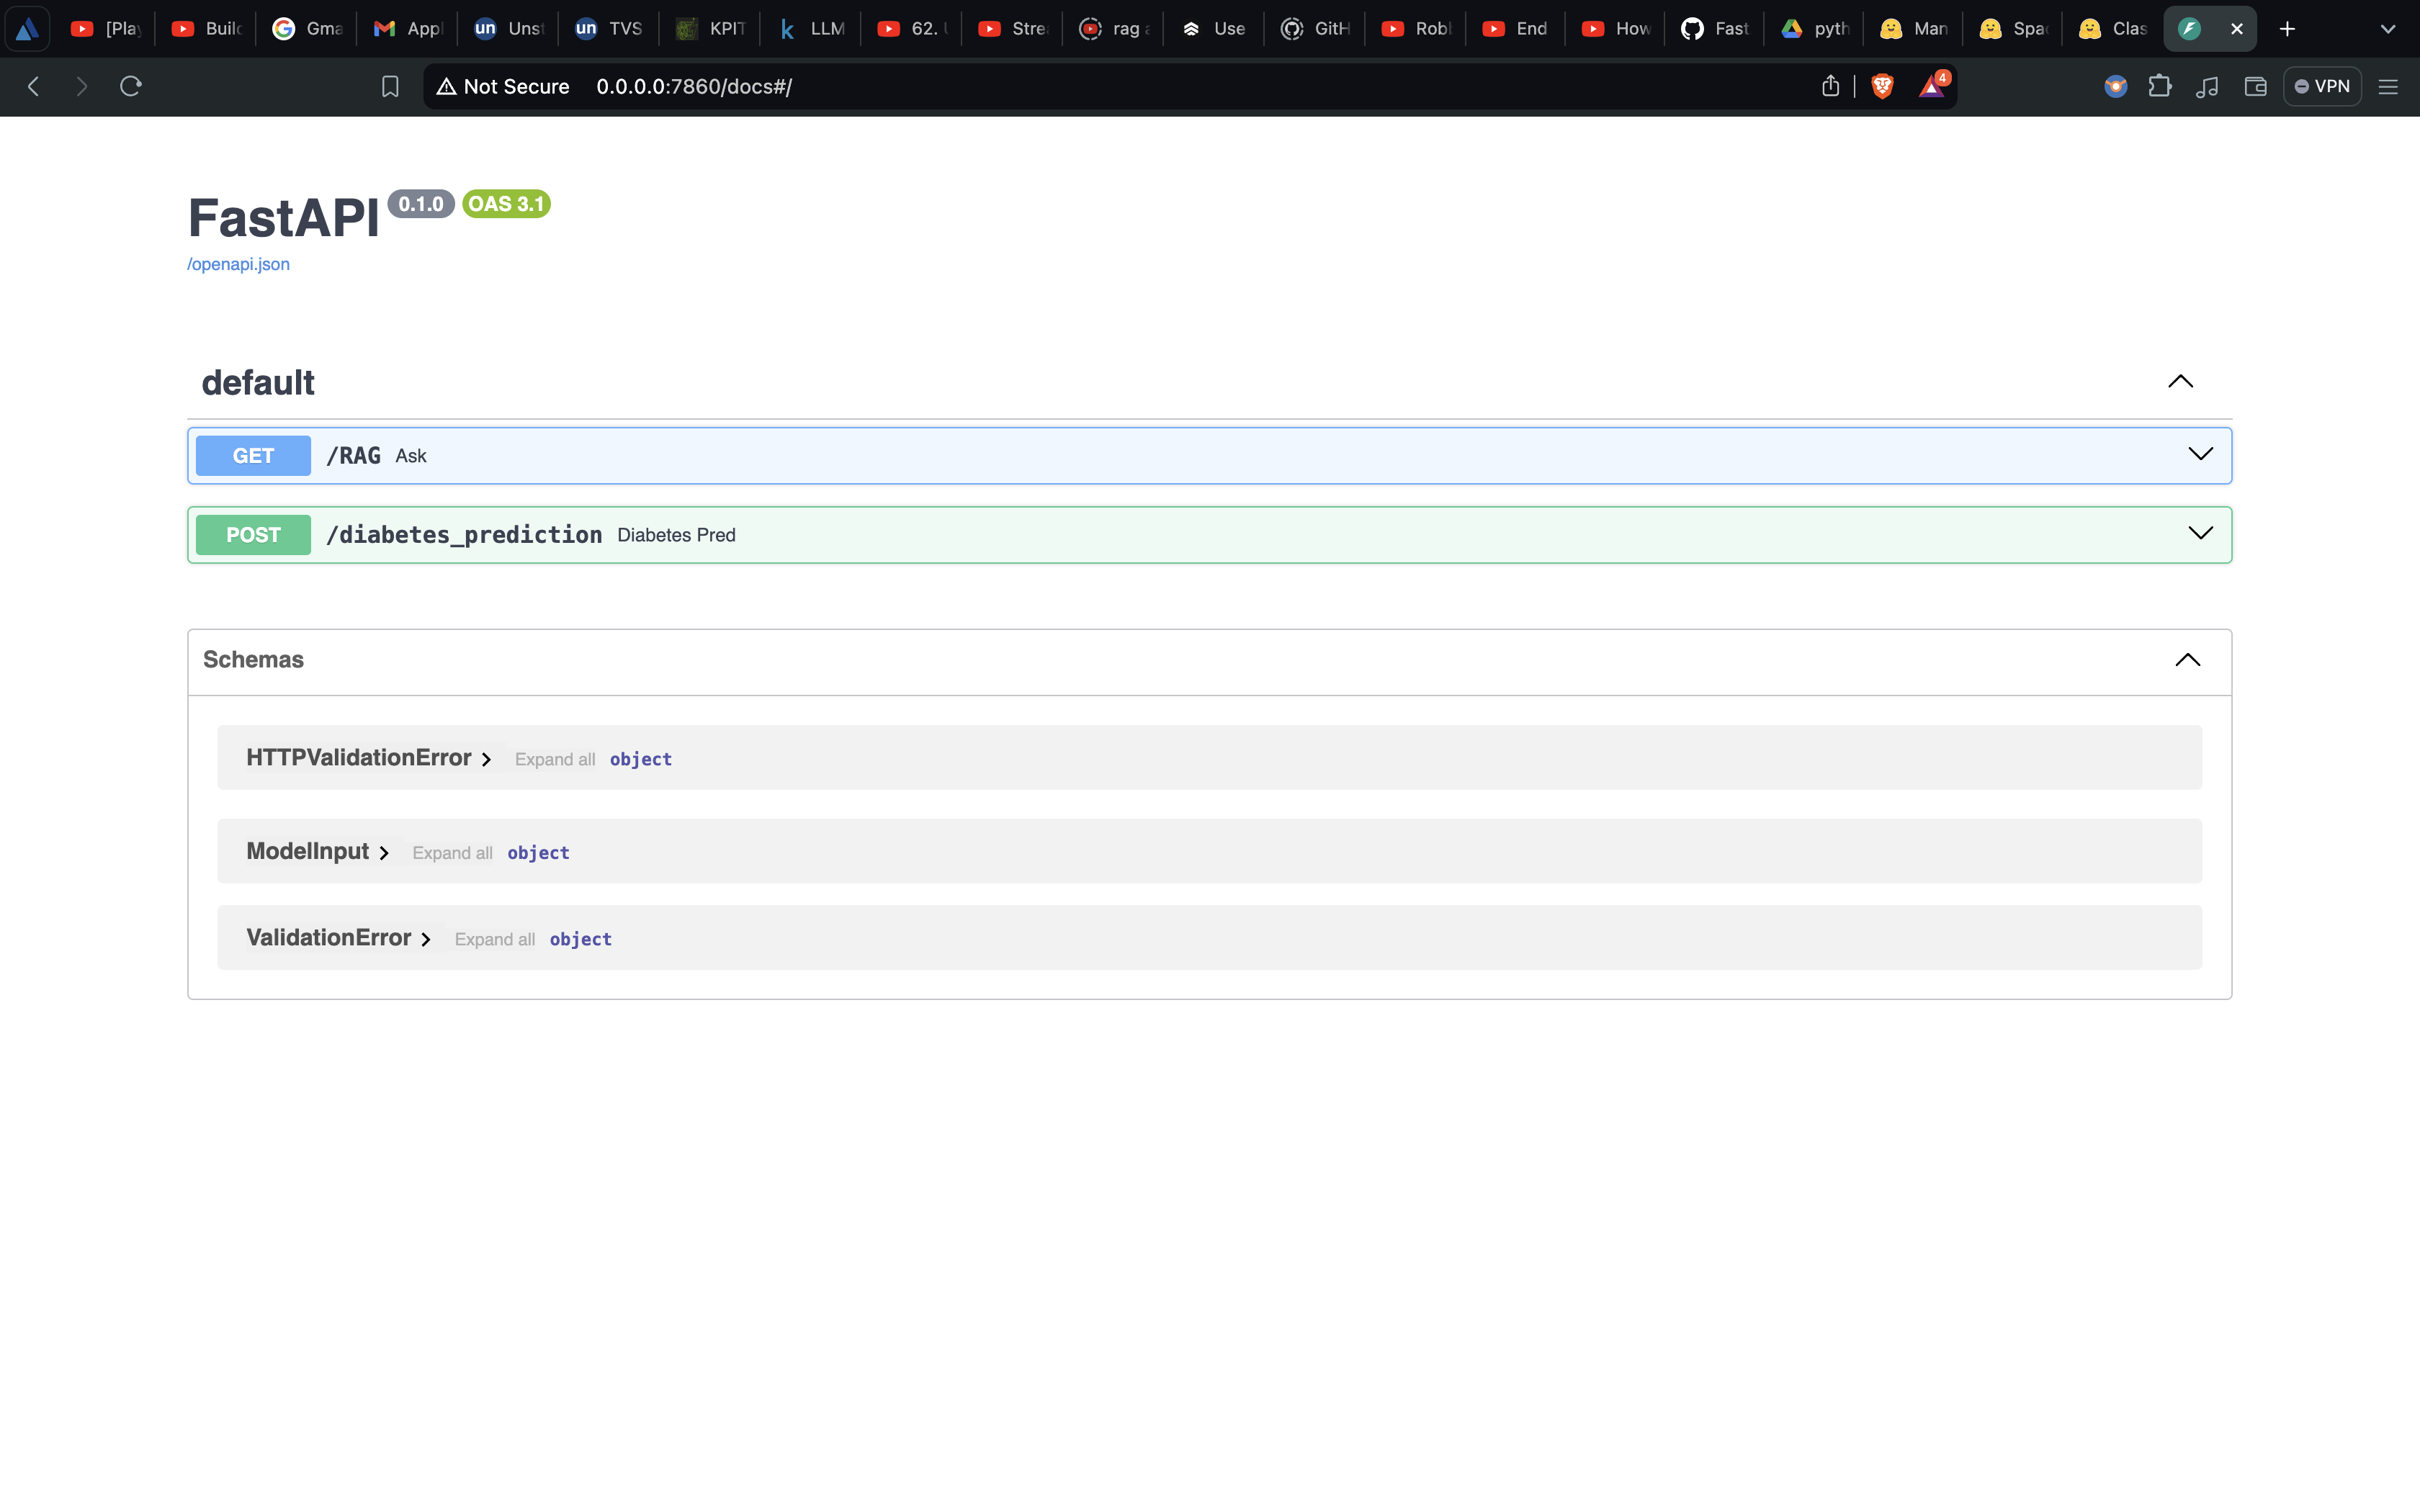 [Play Build Gma Appl Unst TVS KPIT LLM 62. Strea rag a Use GitH Rob End How Fast pyth Man Spac Clas
Not Secure 0.0.0.0:7860/docs#/ 4 VPN
FastAPI 0.1.0 OAS 3.1
/openapi.json
default
GET /RAG Ask
POST /diabetes_prediction Diabetes Pred
Schemas
HTTPValidationError Expand all object
ModelInput Expand all object
ValidationError Expand all object